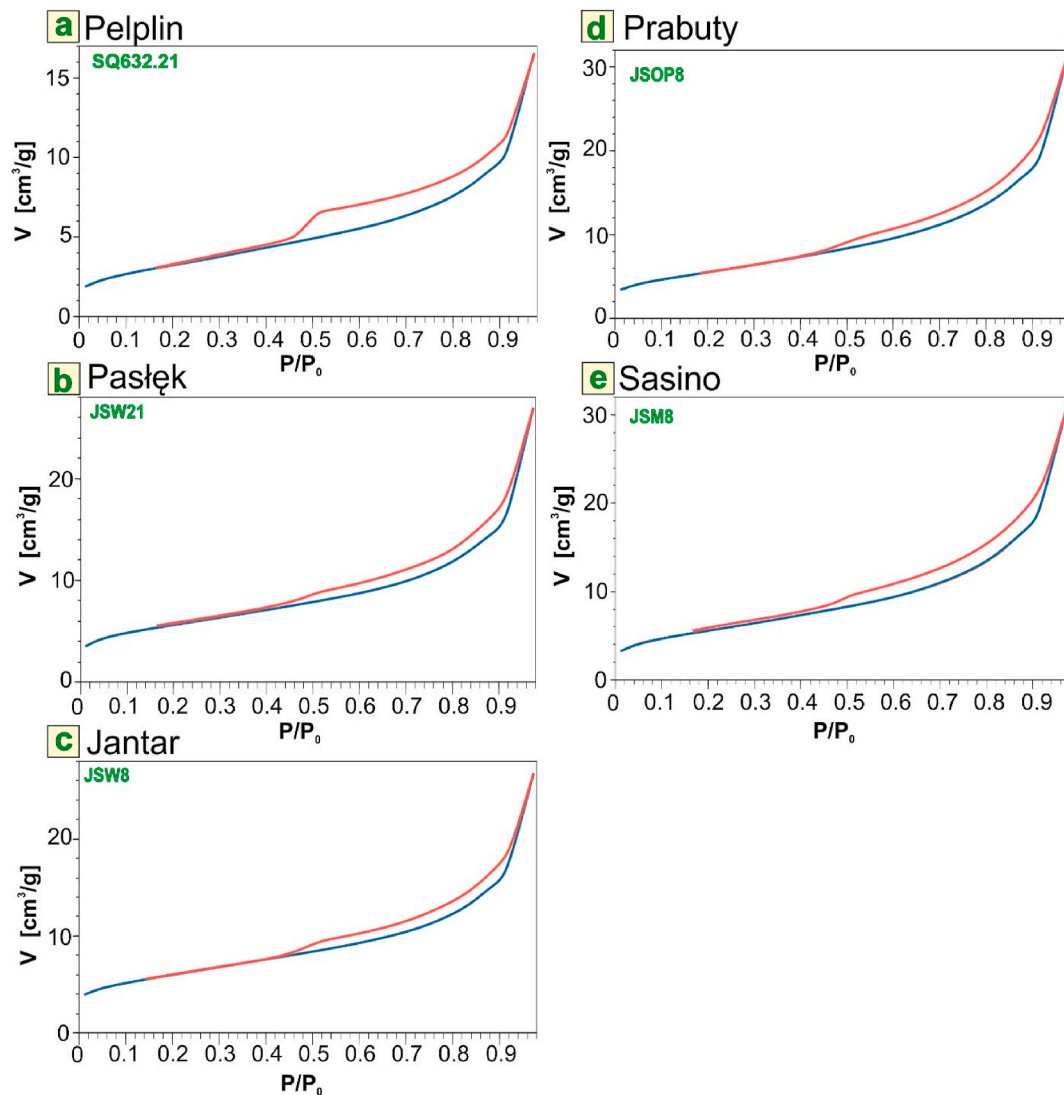 a Pelplin
SQ632.21
V [cm³/g]
15
10
5
0
0.1 0.2 0.3 0.4 0.5 0.6 0.7 0.8 0.9
P/P₀
b Pasłęk
JSW21
V [cm³/g]
20
10
0
0 0.1 0.2 0.3 0.4 0.5 0.6 0.7 0.8 0.9
P/P₀
c Jantar
JSW8
V [cm³/g]
20
10
0
0 0.1 0.2 0.3 0.4 0.5 0.6 0.7 0.8 0.9
P/P₀
d Prabuty
JSOP8
V [cm³/g]
30
20
10
0
0 0.1 0.2 0.3 0.4 0.5 0.6 0.7 0.8 0.9
P/P₀
e Sasino
JSM8
V [cm³/g]
30
20
10
0
0 0.1 0.2 0.3 0.4 0.5 0.6 0.7 0.8 0.9
P/P₀